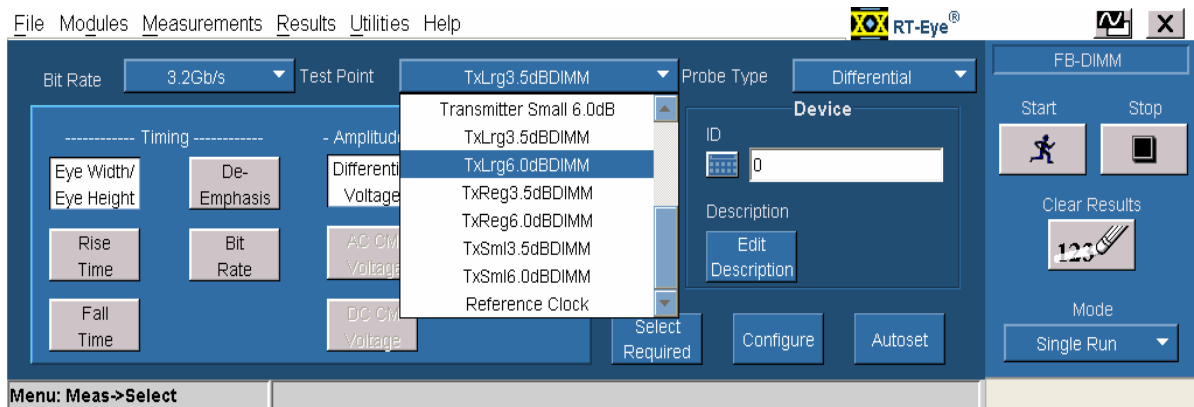 File Modules Measurements Results Utilities Help
RT-Eye®
X
Bit Rate
3.2Gb/s
Test Point
TxLrg3.5dBDIMM
Probe Type
Differential
Transmitter Small 6.0dB
TxLrg3.5dBDIMM
TxLrg6.0dBDIMM
TxReg3.5dBDIMM
TxReg6.0dBDIMM
TxSml3.5dBDIMM
TxSml6.0dBDIMM
Reference Clock
------------ Timing ------------
Eye Width/
Eye Height
De-
Emphasis
Rise
Time
Bit
Rate
Fall
Time
- Amplitud
Differenti
Voltage
AC CM
Voltage
DC CM
Voltage
Device
ID
0
Description
Edit
Description
Select
Required
Configure
Autoset
FB-DIMM
Start
Stop
Clear Results
123
Mode
Single Run
Menu: Meas->Select